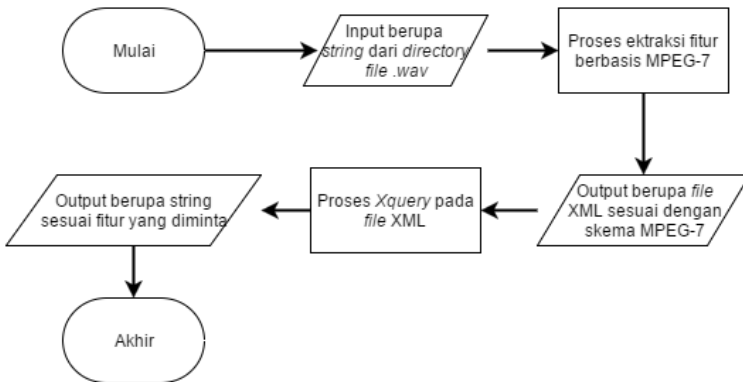 Mulai
Input berupa
string dari directory
file .wav
Proses ektraksi fitur
berbasis MPEG-7
Output berupa file
XML sesuai dengan
skema MPEG-7
Proses Xquery pada
file XML
Output berupa string
sesuai fitur yang diminta
Akhir